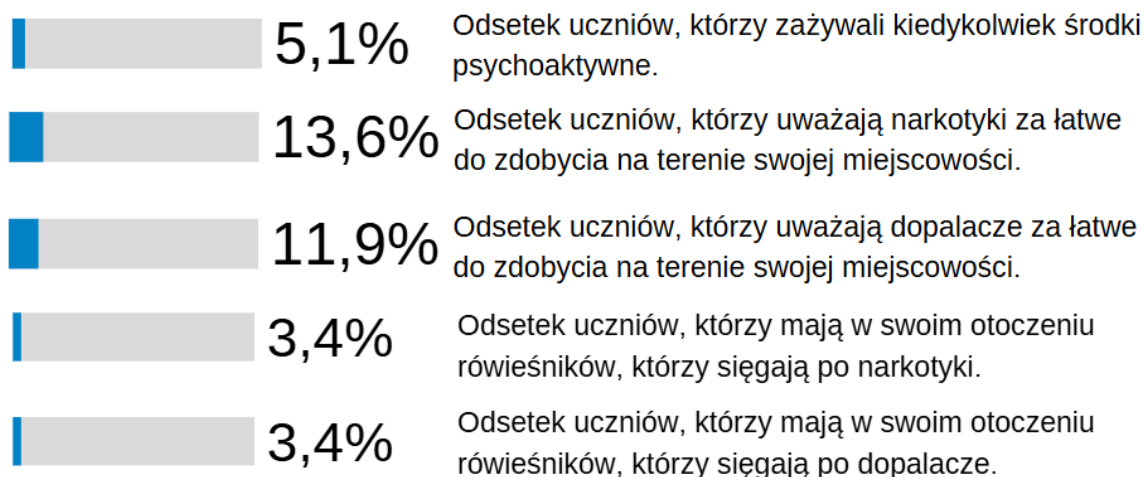 5,1%
Odsetek uczniów, którzy zażywali kiedykolwiek środki
psychoaktywne.
13,6%
Odsetek uczniów, którzy uważają narkotyki za łatwe
do zdobycia na terenie swojej miejscowości.
11,9%
Odsetek uczniów, którzy uważają dopalacze za łatwe
do zdobycia na terenie swojej miejscowości.
3,4%
Odsetek uczniów, którzy mają w swoim otoczeniu
rówieśników, którzy sięgają po narkotyki.
3,4%
Odsetek uczniów, którzy mają w swoim otoczeniu
rówieśników, którzy sięgają po dopalacze.